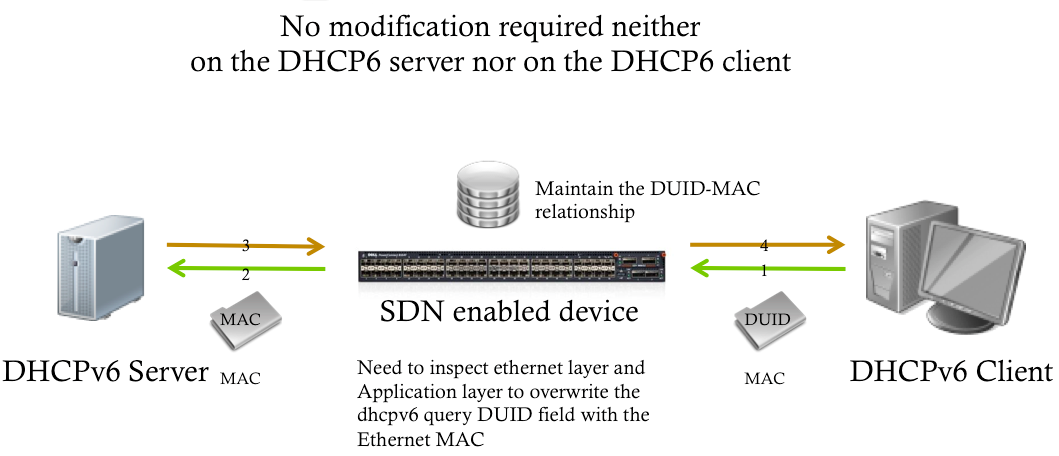 No modification required neither
on the DHCP6 server nor on the DHCP6 client
Maintain the DUID-MAC
relationship
3
4
2
1
MAC
DUID
SDN enabled device
DHCPv6 Server
MAC
MAC
DHCPv6 Client
Need to inspect ethernet layer and
Application layer to overwrite the
dhcpv6 query DUID field with the
Ethernet MAC